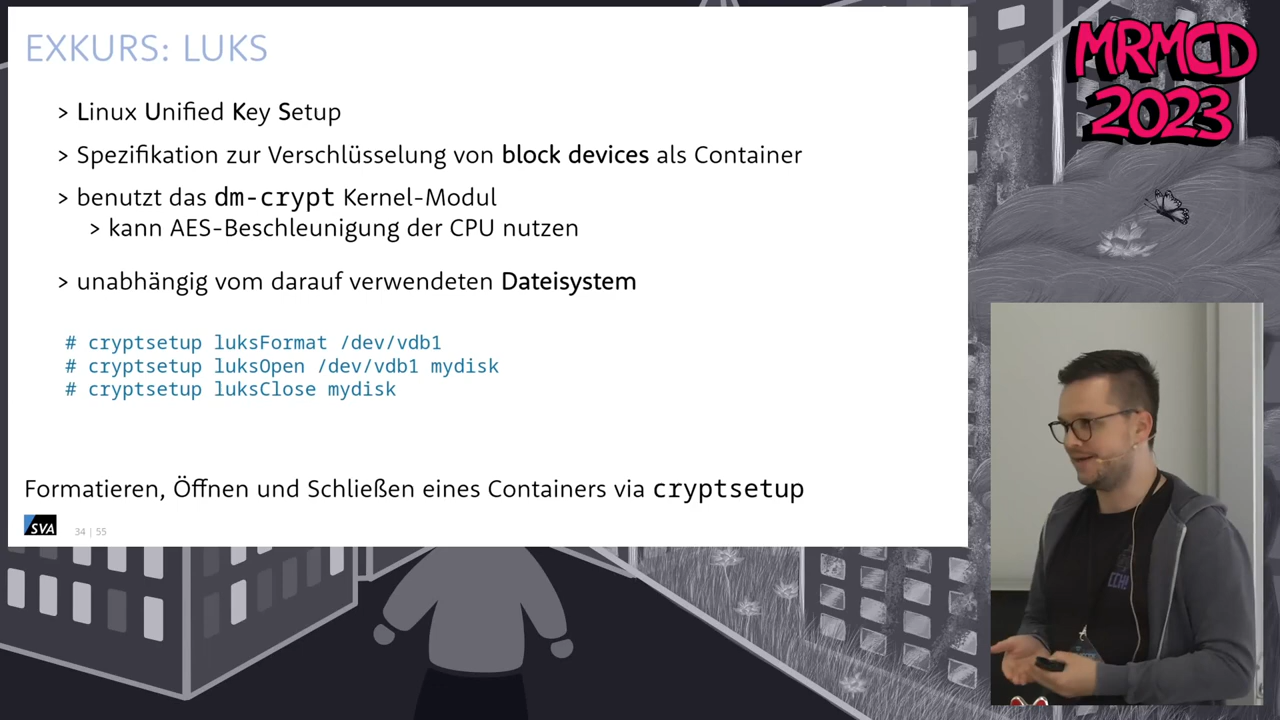 EXKURS: LUKS
> Linux Unified Key Setup
> Spezifikation zur Verschlüsselung von block devices als Container
> benutzt das dm-crypt Kernel-Modul
> kann AES-Beschleunigung der CPU nutzen
> unabhängig vom darauf verwendeten Dateisystem
# cryptsetup luksFormat /dev/vdb1
# cryptsetup luksOpen /dev/vdb1 mydisk
# cryptsetup luksClose mydisk
Formatieren, Öffnen und Schließen eines Containers via cryptsetup
SVA
34 | 55
MRMCD
2023